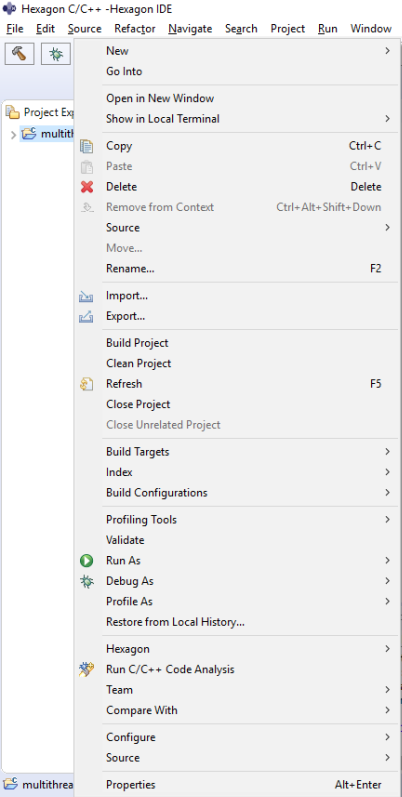 Hexagon C/C++ -Hexagon IDE
File Edit Source Refactor Navigate Search Project Run Window
New
Go Into
Open in New Window
Show in Local Terminal
Project Exp
multith
Copy Ctrl+C
Paste Ctrl+V
Delete Delete
Remove from Context Ctrl+Alt+Shift+Down
Source
Move...
Rename... F2
Import...
Export...
Build Project
Clean Project
Refresh F5
Close Project
Close Unrelated Project
Build Targets
Index
Build Configurations
Profiling Tools
Validate
Run As
Debug As
Profile As
Restore from Local History...
Hexagon
Run C/C++ Code Analysis
Team
Compare With
Configure
Source
multithrea
Properties Alt+Enter